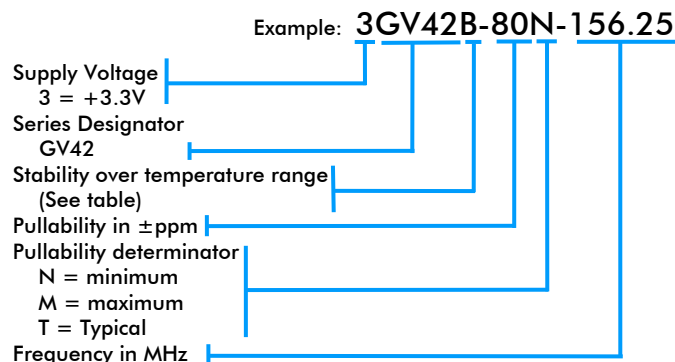 Example: 3GV42B-80N-156.25
Supply Voltage
3 = +3.3V
Series Designator
GV42
Stability over temperature range
(See table)
Pullability in ±ppm
Pullability determinator
N = minimum
M = maximum
T = Typical
Frequency in MHz